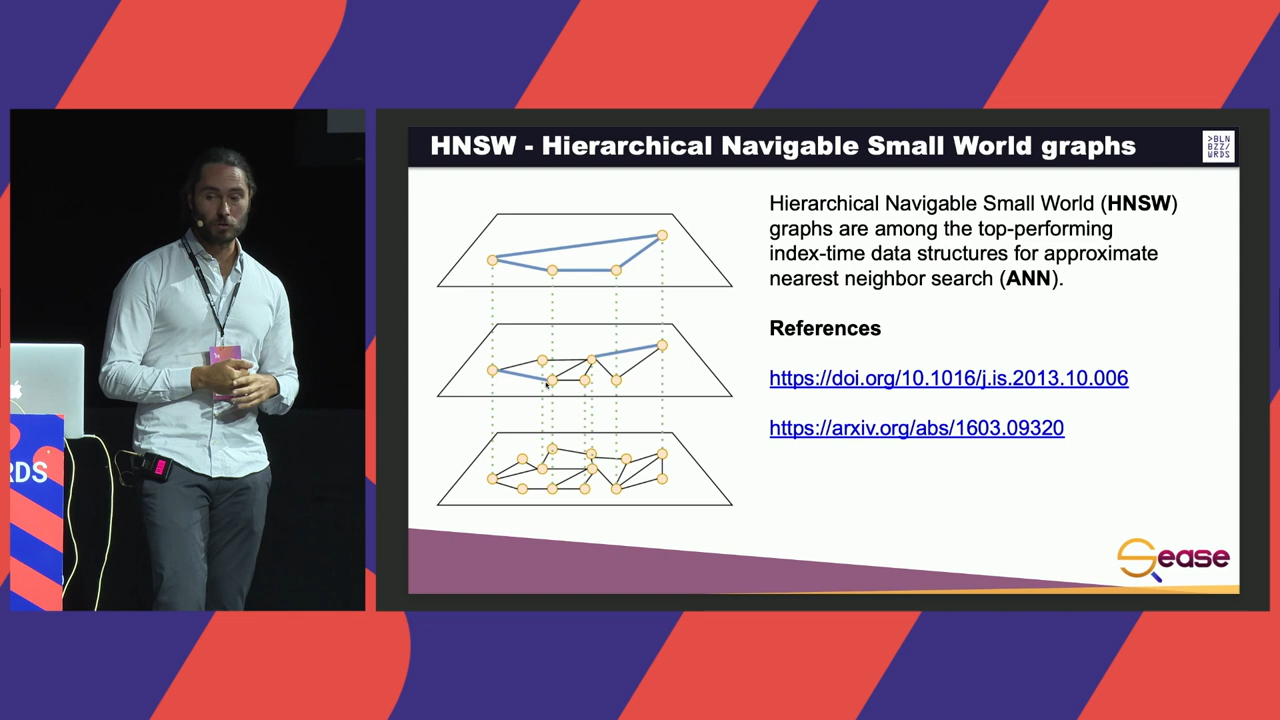 HNSW - Hierarchical Navigable Small World graphs
>BLN
BZZ/
WRDS
Hierarchical Navigable Small World (HNSW)
graphs are among the top-performing
index-time data structures for approximate
nearest neighbor search (ANN).
References
https://doi.org/10.1016/j.is.2013.10.006
https://arxiv.org/abs/1603.09320
Sease
RDS